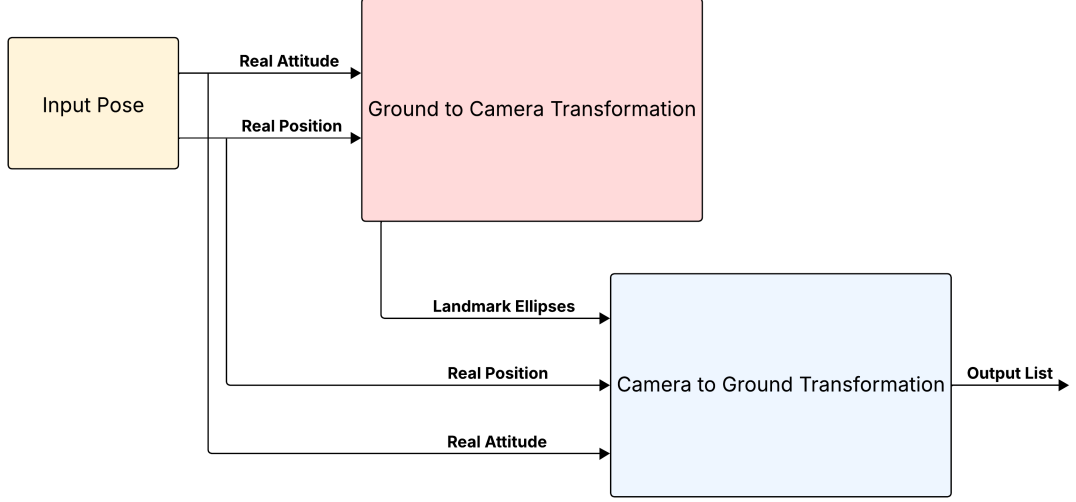 Real Attitude
Input Pose
Ground to Camera Transformation
Real Position
Landmark Ellipses
Real Position
Camera to Ground Transformation
Output List
Real Attitude